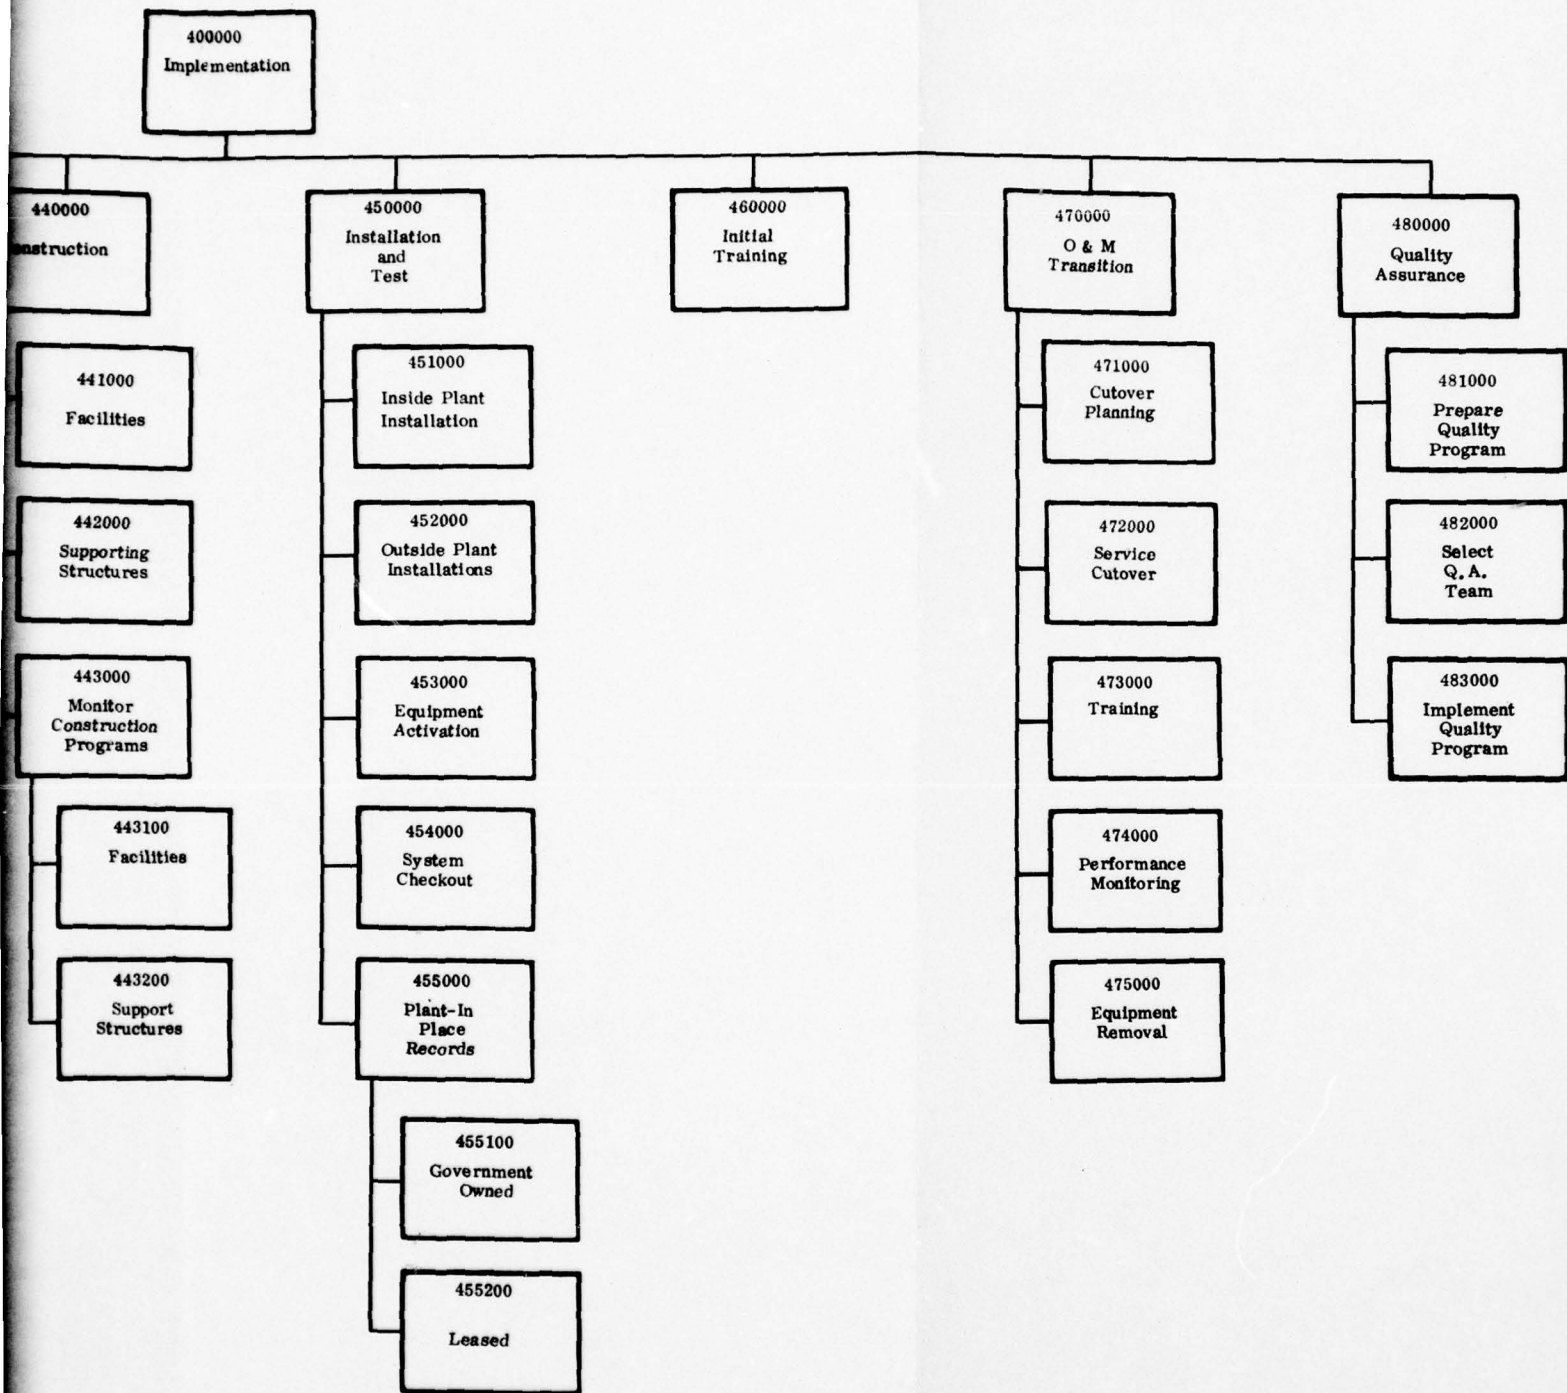 400000
Implementation
440000
nstruction
441000
Facilities
442000
Supporting
Structures
443000
Monitor
Construction
Programs
443100
Facilities
443200
Support
Structures
450000
Installation
and
Test
451000
Inside Plant
Installation
452000
Outside Plant
Installations
453000
Equipment
Activation
454000
System
Checkout
455000
Plant-In
Place
Records
455100
Government
Owned
455200
Leased
460000
Initial
Training
470000
O & M
Transition
471000
Cutover
Planning
472000
Service
Cutover
473000
Training
474000
Performance
Monitoring
475000
Equipment
Removal
480000
Quality
Assurance
481000
Prepare
Quality
Program
482000
Select
Q.A.
Team
483000
Implement
Quality
Program